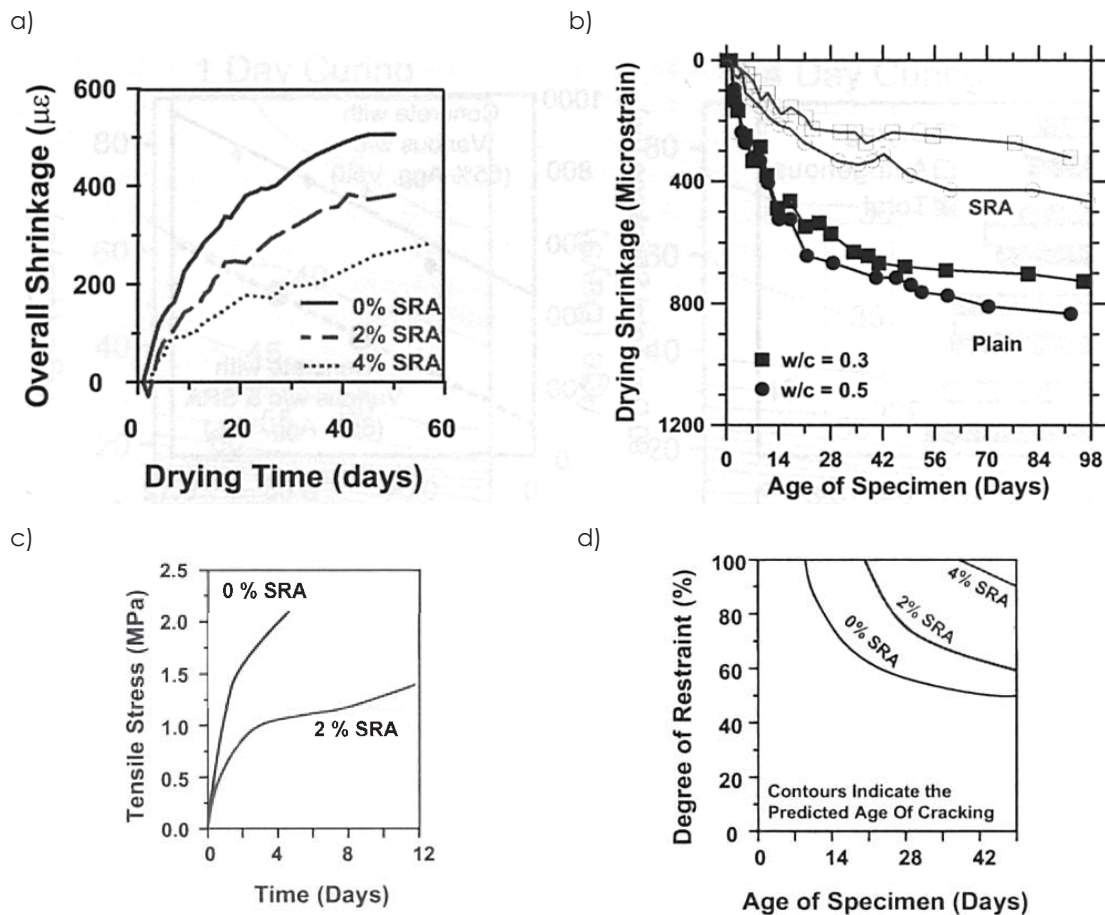 a)
600
400
200
0
Overall Shrinkage (με)
0% SRA
2% SRA
4% SRA
0 20 40 60
Drying Time (days)
b)
0
400
800
1200
Drying Shrinkage (Microstrain)
SRA
Plain
w/c = 0.3
w/c = 0.5
0 14 28 42 56 70 84 98
Age of Specimen (Days)
c)
2.5
2.0
1.5
1.0
0.5
0.0
Tensile Stress (MPa)
0 % SRA
2 % SRA
0 4 8 12
Time (Days)
d)
100
80
60
40
20
0
Degree of Restraint (%)
4% SRA
2% SRA
0% SRA
Contours Indicate the
Predicted Age Of Cracking
0 14 28 42
Age of Specimen (Days)